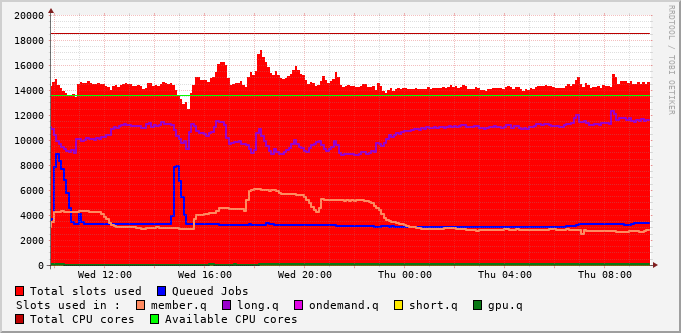 20000
18000
16000
14000
12000
10000
8000
6000
4000
2000
0
Wed 12:00 Wed 16:00 Wed 20:00 Thu 00:00 Thu 04:00 Thu 08:00
RRDTOOL / TOBI OETIKER
Total slots used Queued Jobs
Slots used in : member.q long.q ondemand.q short.q gpu.q
Total CPU cores Available CPU cores